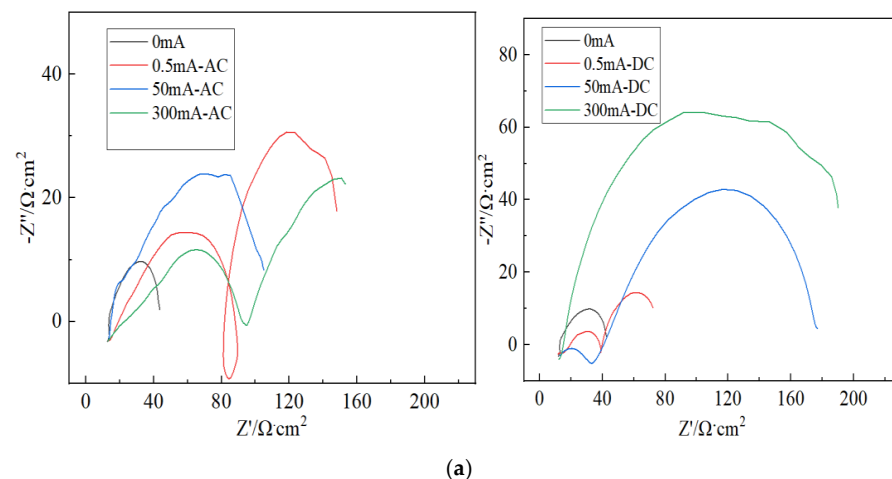 0mA
0.5mA-AC
50mA-AC
300mA-AC
40
20
0
-Z''/Ω·cm²
0 40 80 120 160 200
Z'/Ω·cm²
0mA
0.5mA-DC
50mA-DC
300mA-DC
80
60
40
20
0
-Z''/Ω·cm²
0 40 80 120 160 200
Z'/Ω·cm²
(a)